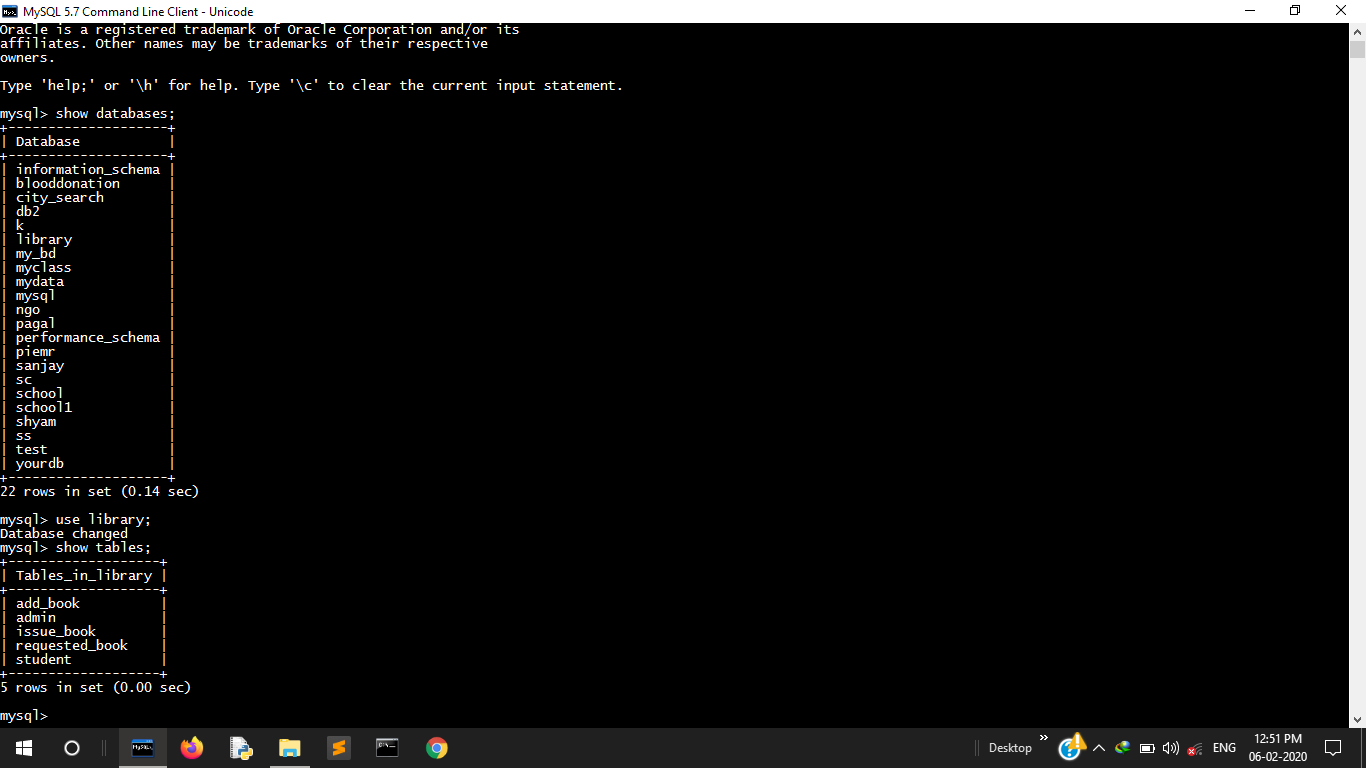 MySQL 5.7 Command Line Client - Unicode
Oracle is a registered trademark of Oracle Corporation and/or its
affiliates. Other names may be trademarks of their respective
owners.
Type 'help;' or '\h' for help. Type '\c' to clear the current input statement.
mysql> show databases;
+--------------------+
| Database           |
+--------------------+
| information_schema |
| blooddonation      |
| city_search        |
| db2                |
| k                  |
| library            |
| my_bd              |
| myclass            |
| mydata             |
| mysql              |
| ngo                |
| pagal              |
| performance_schema |
| piemr              |
| sanjay             |
| sc                 |
| school             |
| school1            |
| shyam              |
| ss                 |
| test               |
| yourdb             |
+--------------------+
22 rows in set (0.14 sec)
mysql> use library;
Database changed
mysql> show tables;
+-------------------+
| Tables_in_library |
+-------------------+
| add_book          |
| admin             |
| issue_book        |
| requested_book    |
| student           |
+-------------------+
5 rows in set (0.00 sec)
mysql>
Desktop
ENG
12:51 PM
06-02-2020